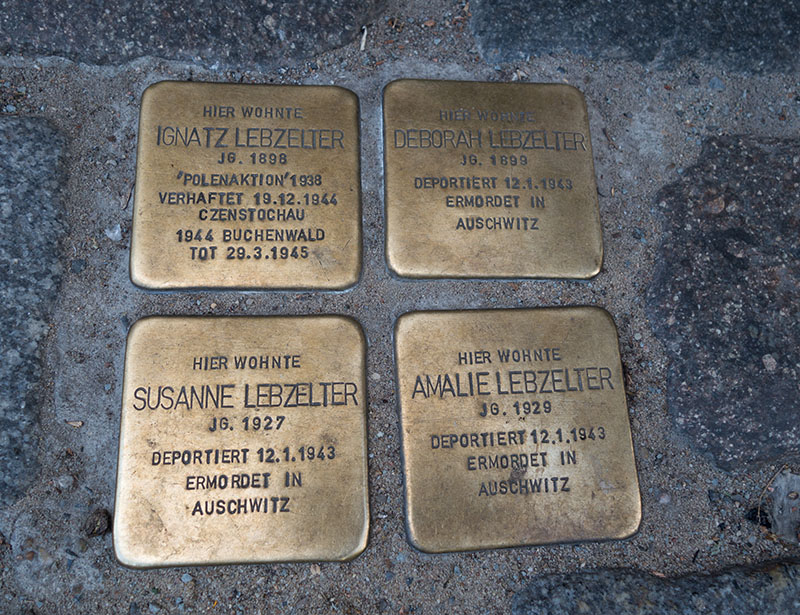 HIER WOHNTE
IGNATZ LEBZELTER
JG. 1898
"POLENAKTION" 1938
VERHAFTET 19.12.1944
CZENSTOCHAU
1944 BUCHENWALD
TOT 29.3.1945
HIER WOHNTE
DEBORAH LEBZELTER
JG. 1899
DEPORTIERT 12.1.1943
ERMORDET IN
AUSCHWITZ
HIER WOHNTE
SUSANNE LEBZELTER
JG. 1927
DEPORTIERT 12.1.1943
ERMORDET IN
AUSCHWITZ
HIER WOHNTE
AMALIE LEBZELTER
JG. 1929
DEPORTIERT 12.1.1943
ERMORDET IN
AUSCHWITZ